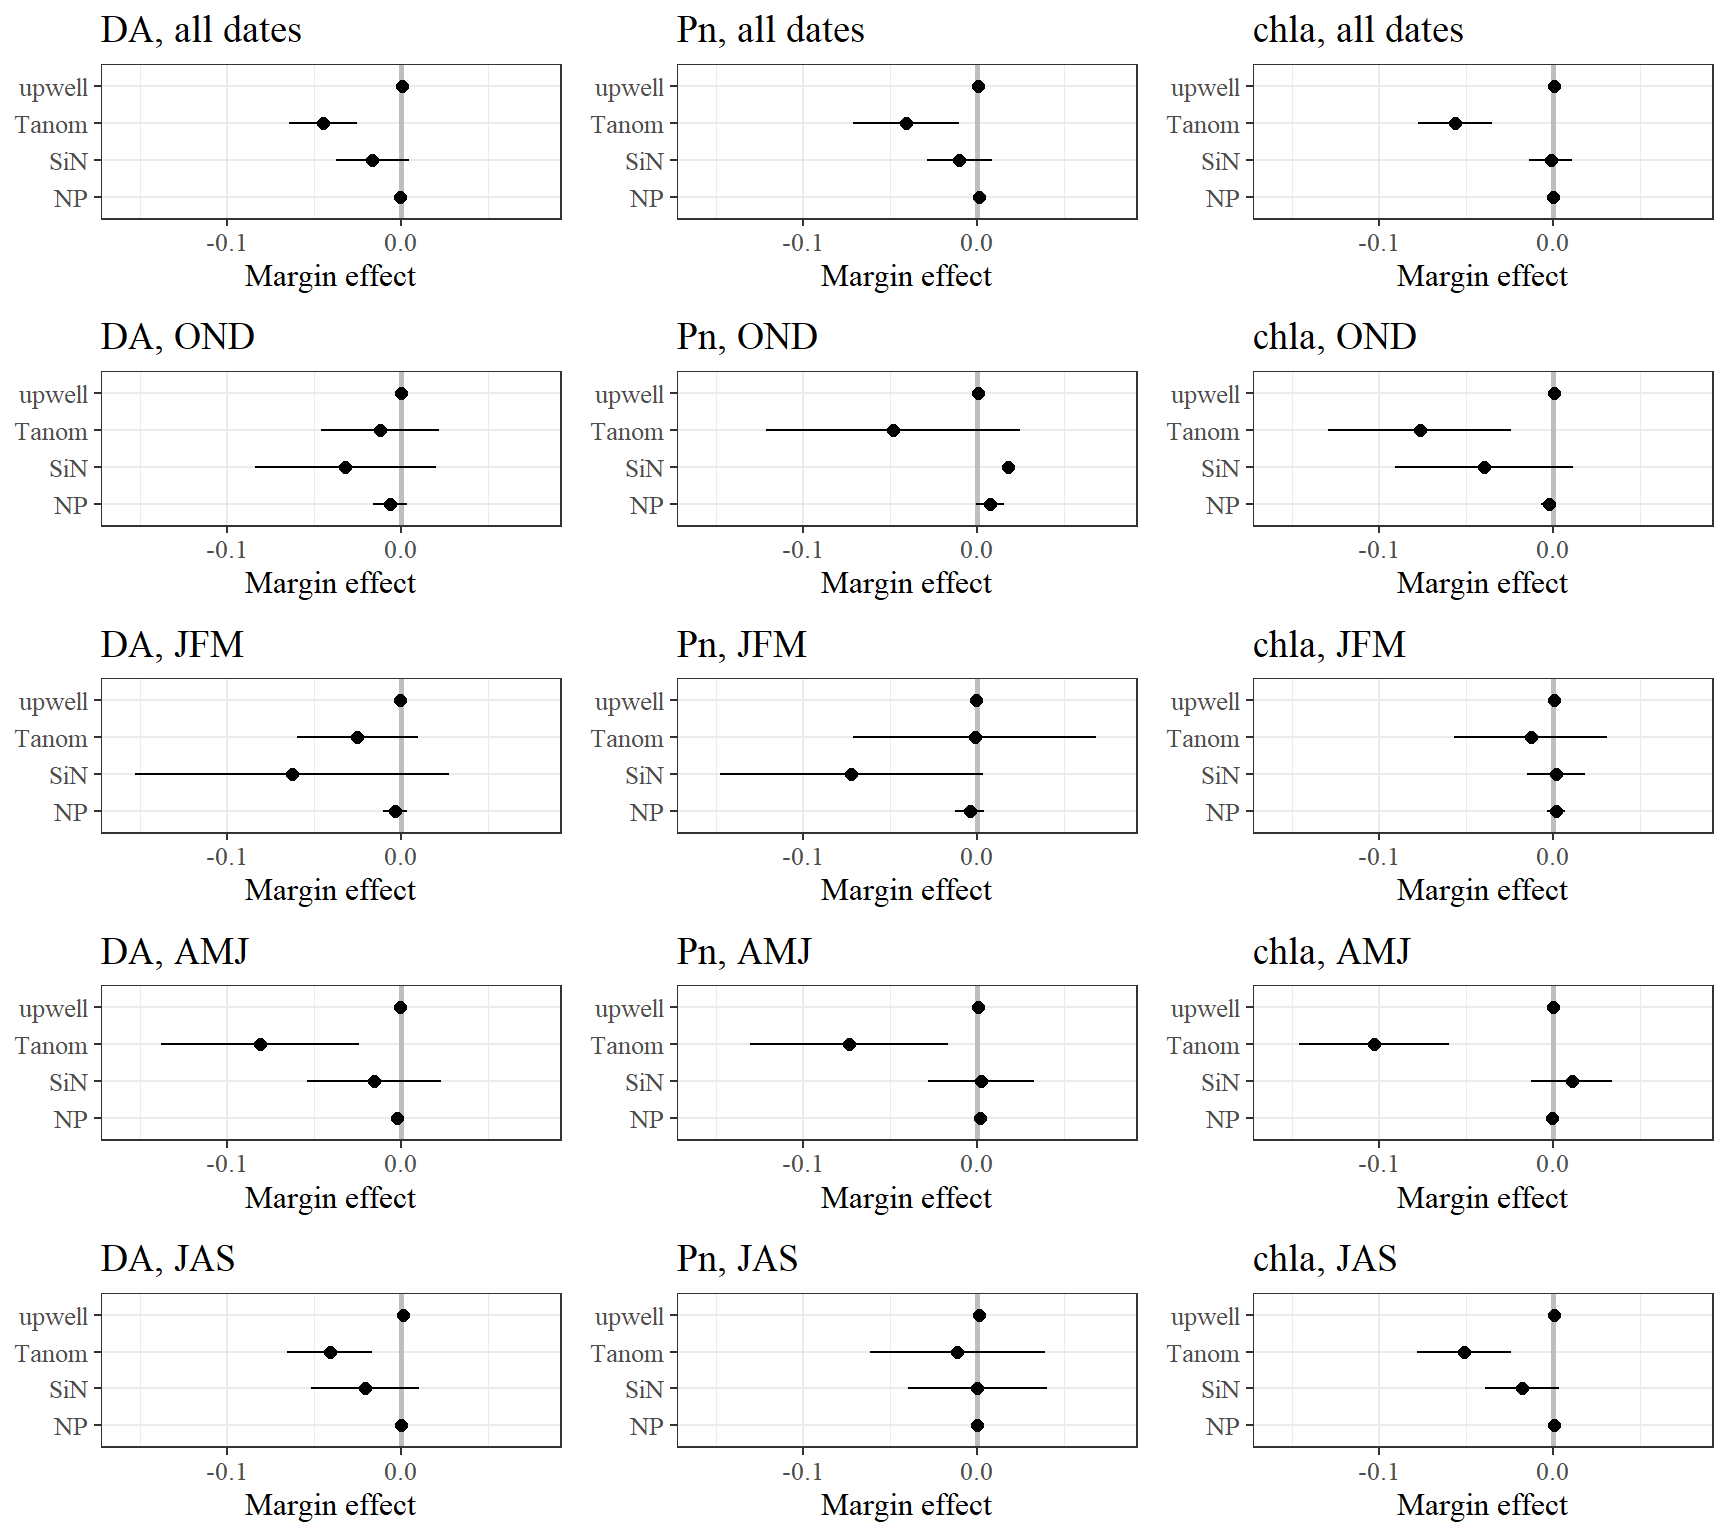 DA, all dates
upwell
Tanom
SiN
NP
-0.1 0.0
Margin effect
Pn, all dates
upwell
Tanom
SiN
NP
-0.1 0.0
Margin effect
chla, all dates
upwell
Tanom
SiN
NP
-0.1 0.0
Margin effect
DA, OND
upwell
Tanom
SiN
NP
-0.1 0.0
Margin effect
Pn, OND
upwell
Tanom
SiN
NP
-0.1 0.0
Margin effect
chla, OND
upwell
Tanom
SiN
NP
-0.1 0.0
Margin effect
DA, JFM
upwell
Tanom
SiN
NP
-0.1 0.0
Margin effect
Pn, JFM
upwell
Tanom
SiN
NP
-0.1 0.0
Margin effect
chla, JFM
upwell
Tanom
SiN
NP
-0.1 0.0
Margin effect
DA, AMJ
upwell
Tanom
SiN
NP
-0.1 0.0
Margin effect
Pn, AMJ
upwell
Tanom
SiN
NP
-0.1 0.0
Margin effect
chla, AMJ
upwell
Tanom
SiN
NP
-0.1 0.0
Margin effect
DA, JAS
upwell
Tanom
SiN
NP
-0.1 0.0
Margin effect
Pn, JAS
upwell
Tanom
SiN
NP
-0.1 0.0
Margin effect
chla, JAS
upwell
Tanom
SiN
NP
-0.1 0.0
Margin effect